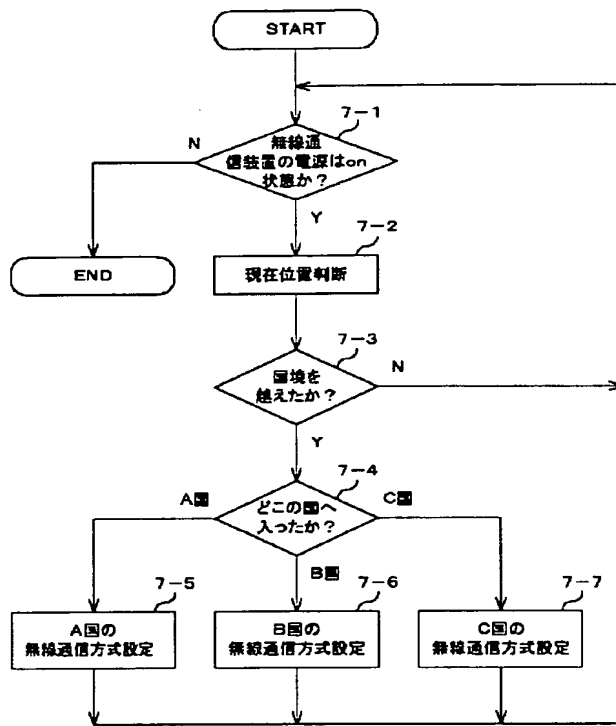 START
7-1
N
無線通
信装置の電源はon
状態か？
Y
7-2
END
現在位置判断
7-3
国境を
越えたか？
N
Y
7-4
A国
どこの国へ
入ったか？
C国
B国
7-5
A国の
無線通信方式設定
7-6
B国の
無線通信方式設定
7-7
C国の
無線通信方式設定